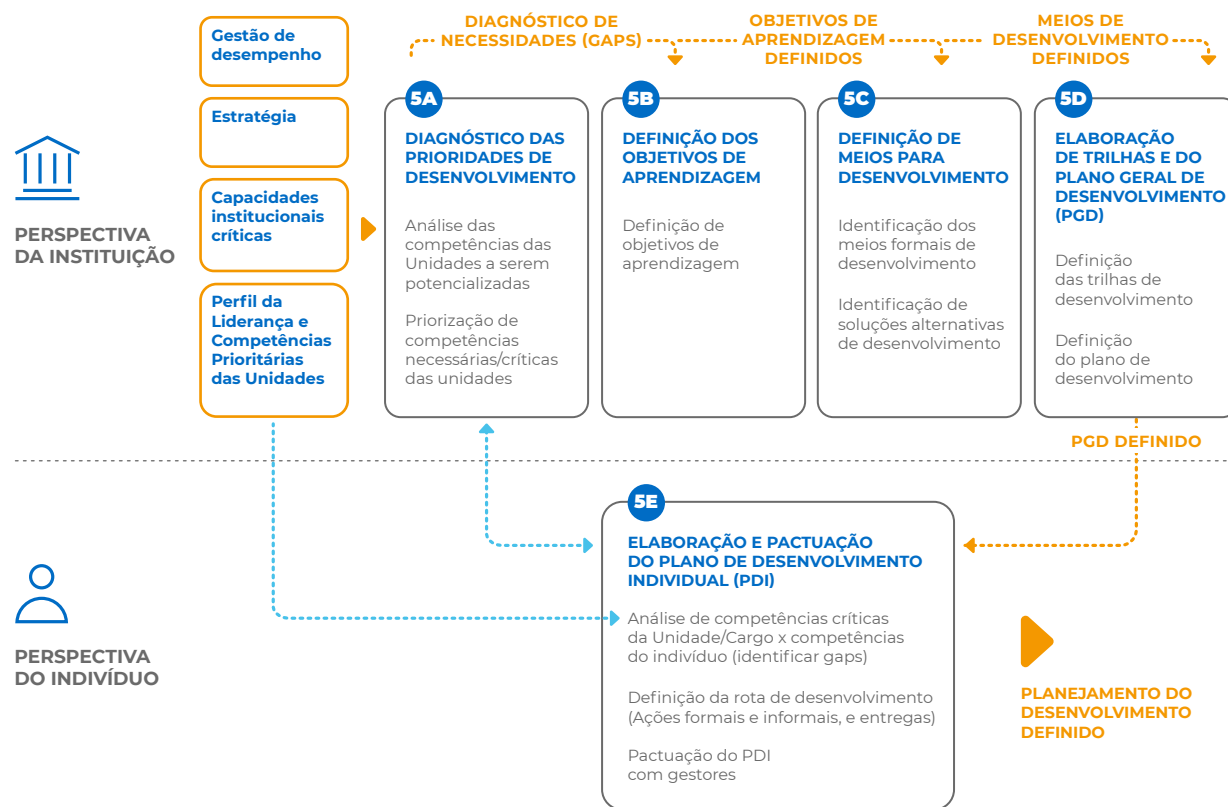 DIAGNÓSTICO DE
NECESSIDADES (GAPS)
OBJETIVOS DE
APRENDIZAGEM
DEFINIDOS
MEIOS DE
DESENVOLVIMENTO
DEFINIDOS
PERSPECTIVA
DA INSTITUIÇÃO
Gestão de
desempenho
Estratégia
Capacidades
institucionais
críticas
Perfil da
Liderança e
Competências
Prioritárias
das Unidades
5A
DIAGNÓSTICO DAS
PRIORIDADES DE
DESENVOLVIMENTO
Análise das
competências das
Unidades a serem
potencializadas
Priorização de
competências
necessárias/críticas
das unidades
5B
DEFINIÇÃO DOS
OBJETIVOS DE
APRENDIZAGEM
Definição de
objetivos de
aprendizagem
5C
DEFINIÇÃO DE
MEIOS PARA
DESENVOLVIMENTO
Identificação dos
meios formais de
desenvolvimento
Identificação de
soluções alternativas
de desenvolvimento
5D
ELABORAÇÃO
DE TRILHAS E DO
PLANO GERAL DE
DESENVOLVIMENTO
(PGD)
Definição
das trilhas de
desenvolvimento
Definição
do plano de
desenvolvimento
PGD DEFINIDO
PERSPECTIVA
DO INDIVÍDUO
5E
ELABORAÇÃO E PACTUAÇÃO
DO PLANO DE DESENVOLVIMENTO
INDIVIDUAL (PDI)
Análise de competências críticas
da Unidade/Cargo x competências
do indivíduo (identificar gaps)
Definição da rota de desenvolvimento
(Ações formais e informais, e entregas)
Pactuação do PDI
com gestores
PLANEJAMENTO DO
DESENVOLVIMENTO
DEFINIDO